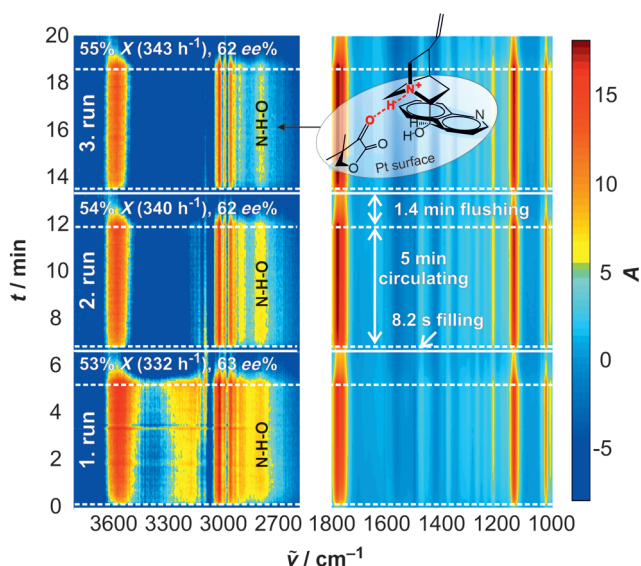 20
18
16
14
12
10
8
6
4
2
0
t / min
55% X (343 h⁻¹), 62 ee%
3. run
N-H-O
54% X (340 h⁻¹), 62 ee%
2. run
N-H-O
53% X (332 h⁻¹), 63 ee%
1. run
N-H-O
3600 3300 3000 2700
N⁺
H
O
O
O
H
HO
N
Pt surface
1.4 min flushing
5 min
circulating
8.2 s filling
1800 1600 1400 1200 1000
ṽ / cm⁻¹
15
10
5
0
-5
A